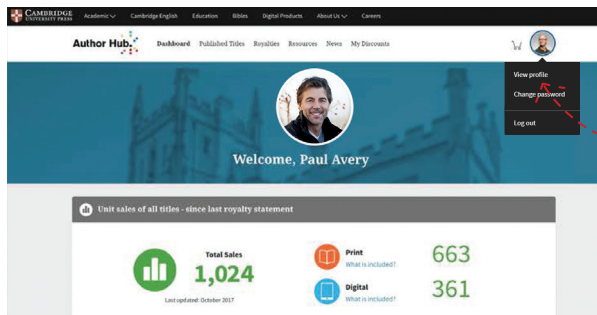 CAMBRIDGE
UNIVERSITY PRESS
Academic Cambridge English Education Bibles Digital Products About Us Careers
Author Hub. Dashboard Published Titles Royalties Resources News My Discounts
View profile
Change password
Log out
Welcome, Paul Avery
Unit sales of all titles - since last royalty statement
Total Sales
1,024
Last updated: October 2017
Print
What is included?
663
Digital
What is included?
361